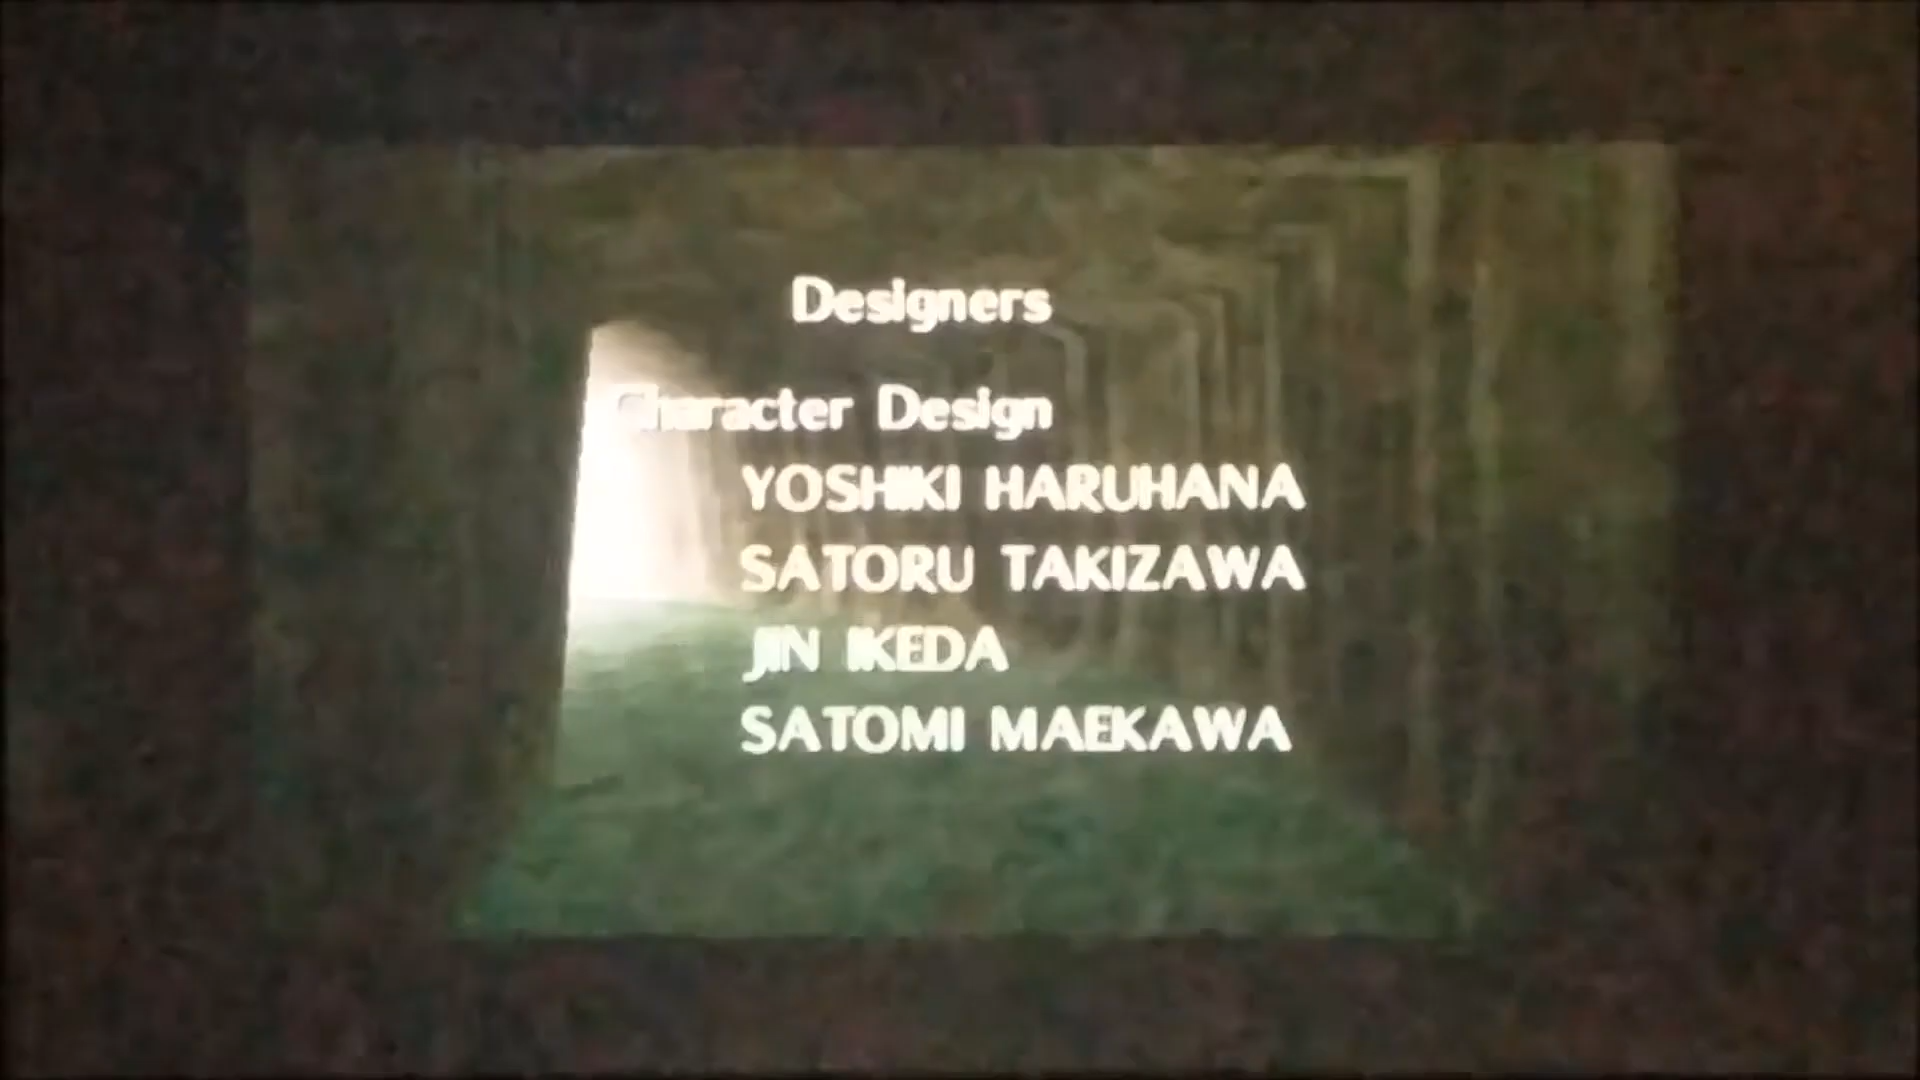 Designers
Character Design
YOSHIKI HARUHANA
SATORU TAKIZAWA
JIN IKEDA
SATOMI MAEKAWA